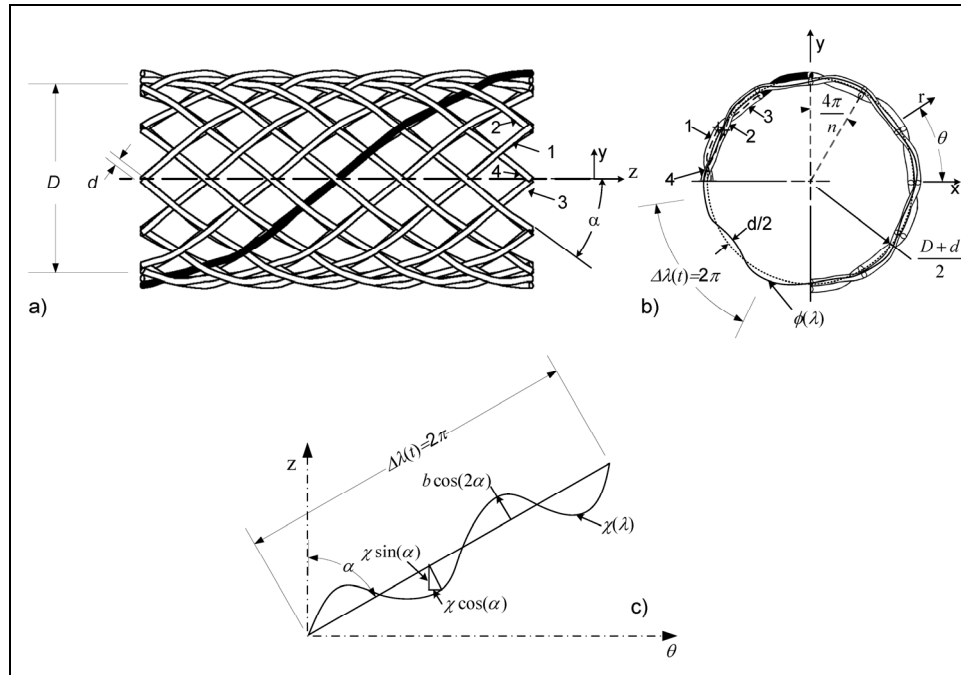 D
d
2
1
4
3
y
z
α
a)
y
r
4π
n
θ
1
2
3
4
x
d/2
D + d
2
Δλ(t)=2π
ϕ(λ)
b)
z
Δλ(t)=2π
b cos(2α)
χ(λ)
χ sin(α)
α
χ cos(α)
c)
θ